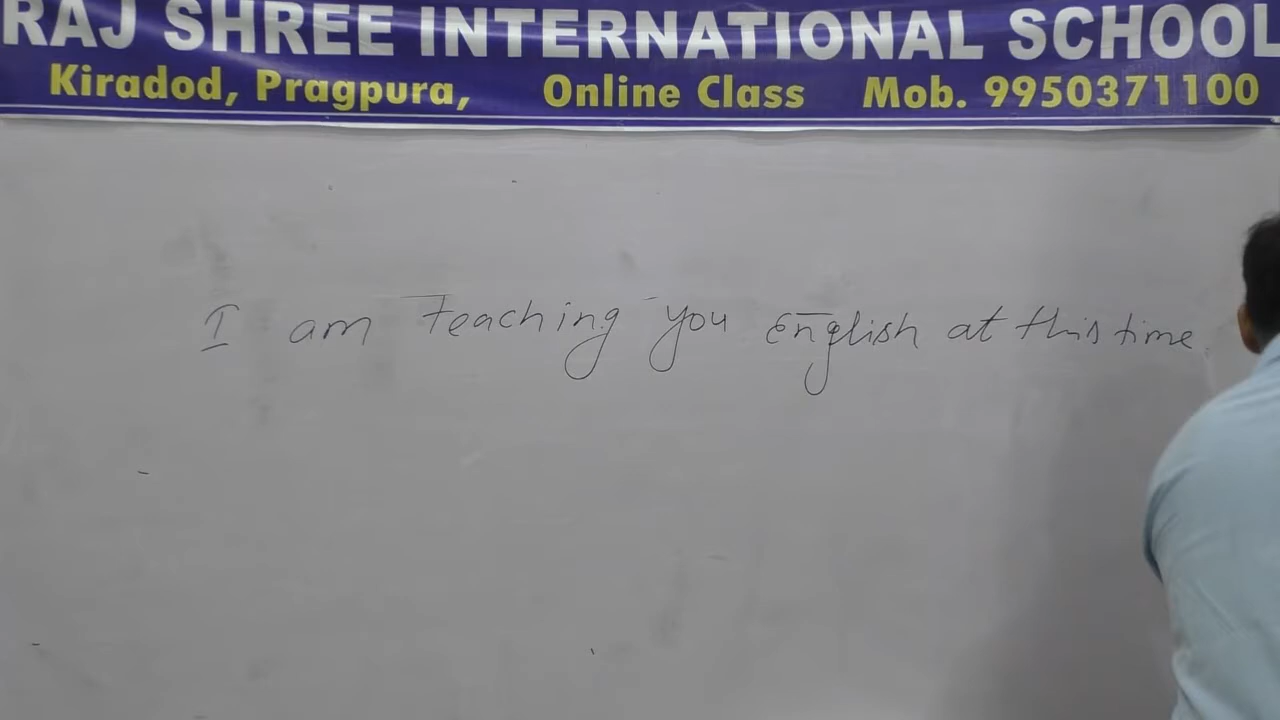 RAJ SHREE INTERNATIONAL SCHOOL
Kiradod, Pragpura, Online Class Mob. 9950371100
I am teaching you English at this time.